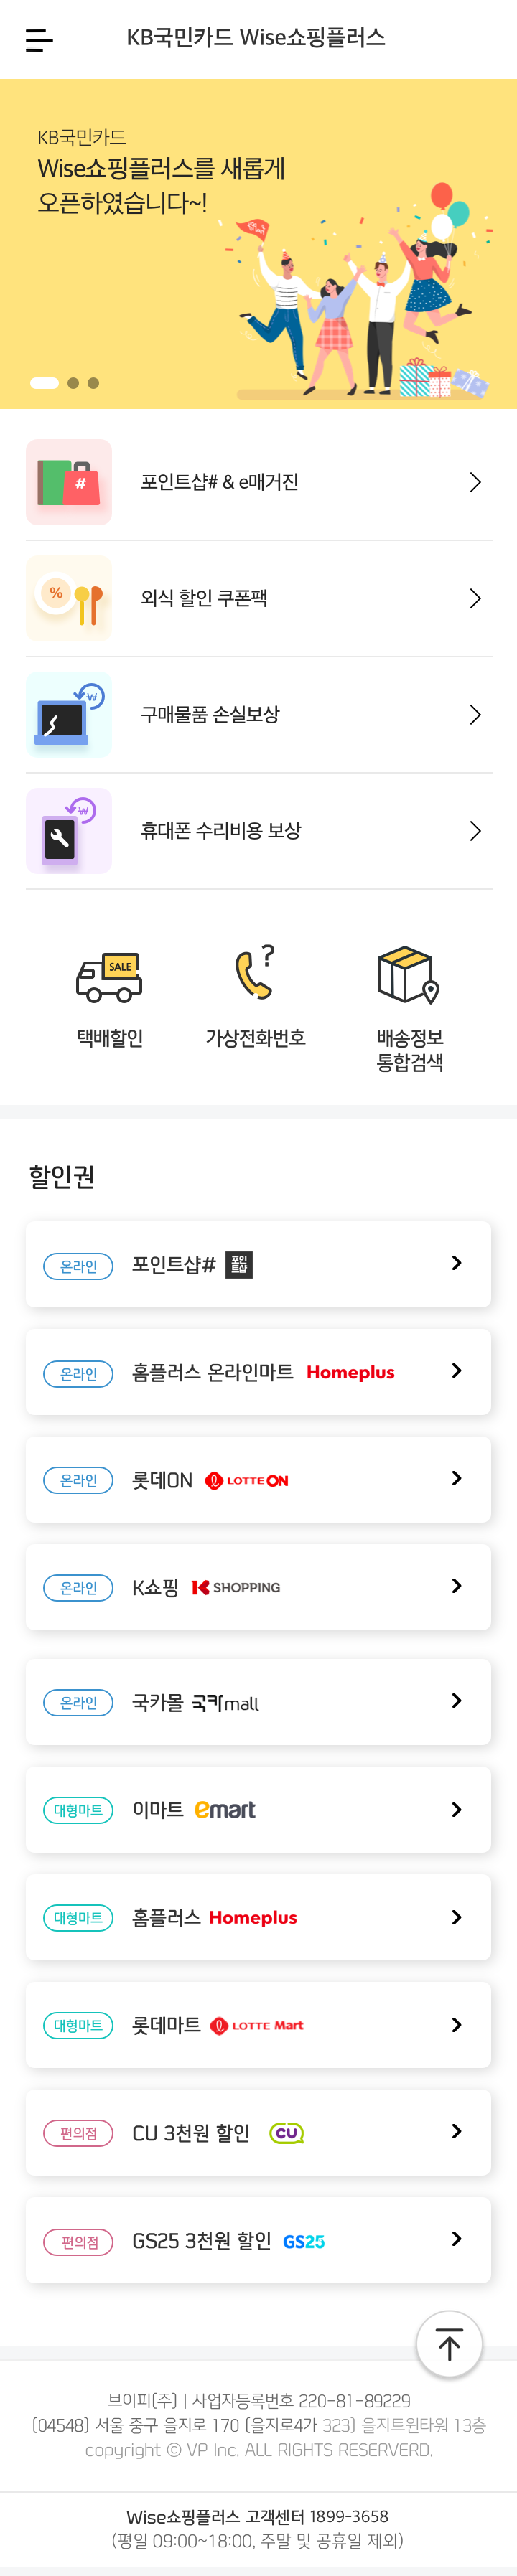 KB국민카드 Wise쇼핑플러스
KB국민카드
Wise쇼핑플러스를 새롭게
오픈하였습니다~!
#
포인트샵# & e매거진
%
외식 할인 쿠폰팩
₩
구매물품 손실보상
₩
휴대폰 수리비용 보상
SALE
?
택배할인
가상전화번호
배송정보
통합검색
할인권
온라인 포인트샵# 포인
트샵
온라인 홈플러스 온라인마트 Homeplus
온라인 롯데ON LOTTE ON
온라인 K쇼핑 K SHOPPING
온라인 국카몰 국카mall
대형마트 이마트 emart
대형마트 홈플러스 Homeplus
대형마트 롯데마트 LOTTE Mart
편의점 CU 3천원 할인 CU
편의점 GS25 3천원 할인 GS25
브이피(주) | 사업자등록번호 220-81-89229
(04548) 서울 중구 을지로 170 (을지로4가 323) 을지트윈타워 13층
copyright © VP Inc. ALL RIGHTS RESERVERD.
Wise쇼핑플러스 고객센터 1899-3658
(평일 09:00~18:00, 주말 및 공휴일 제외)